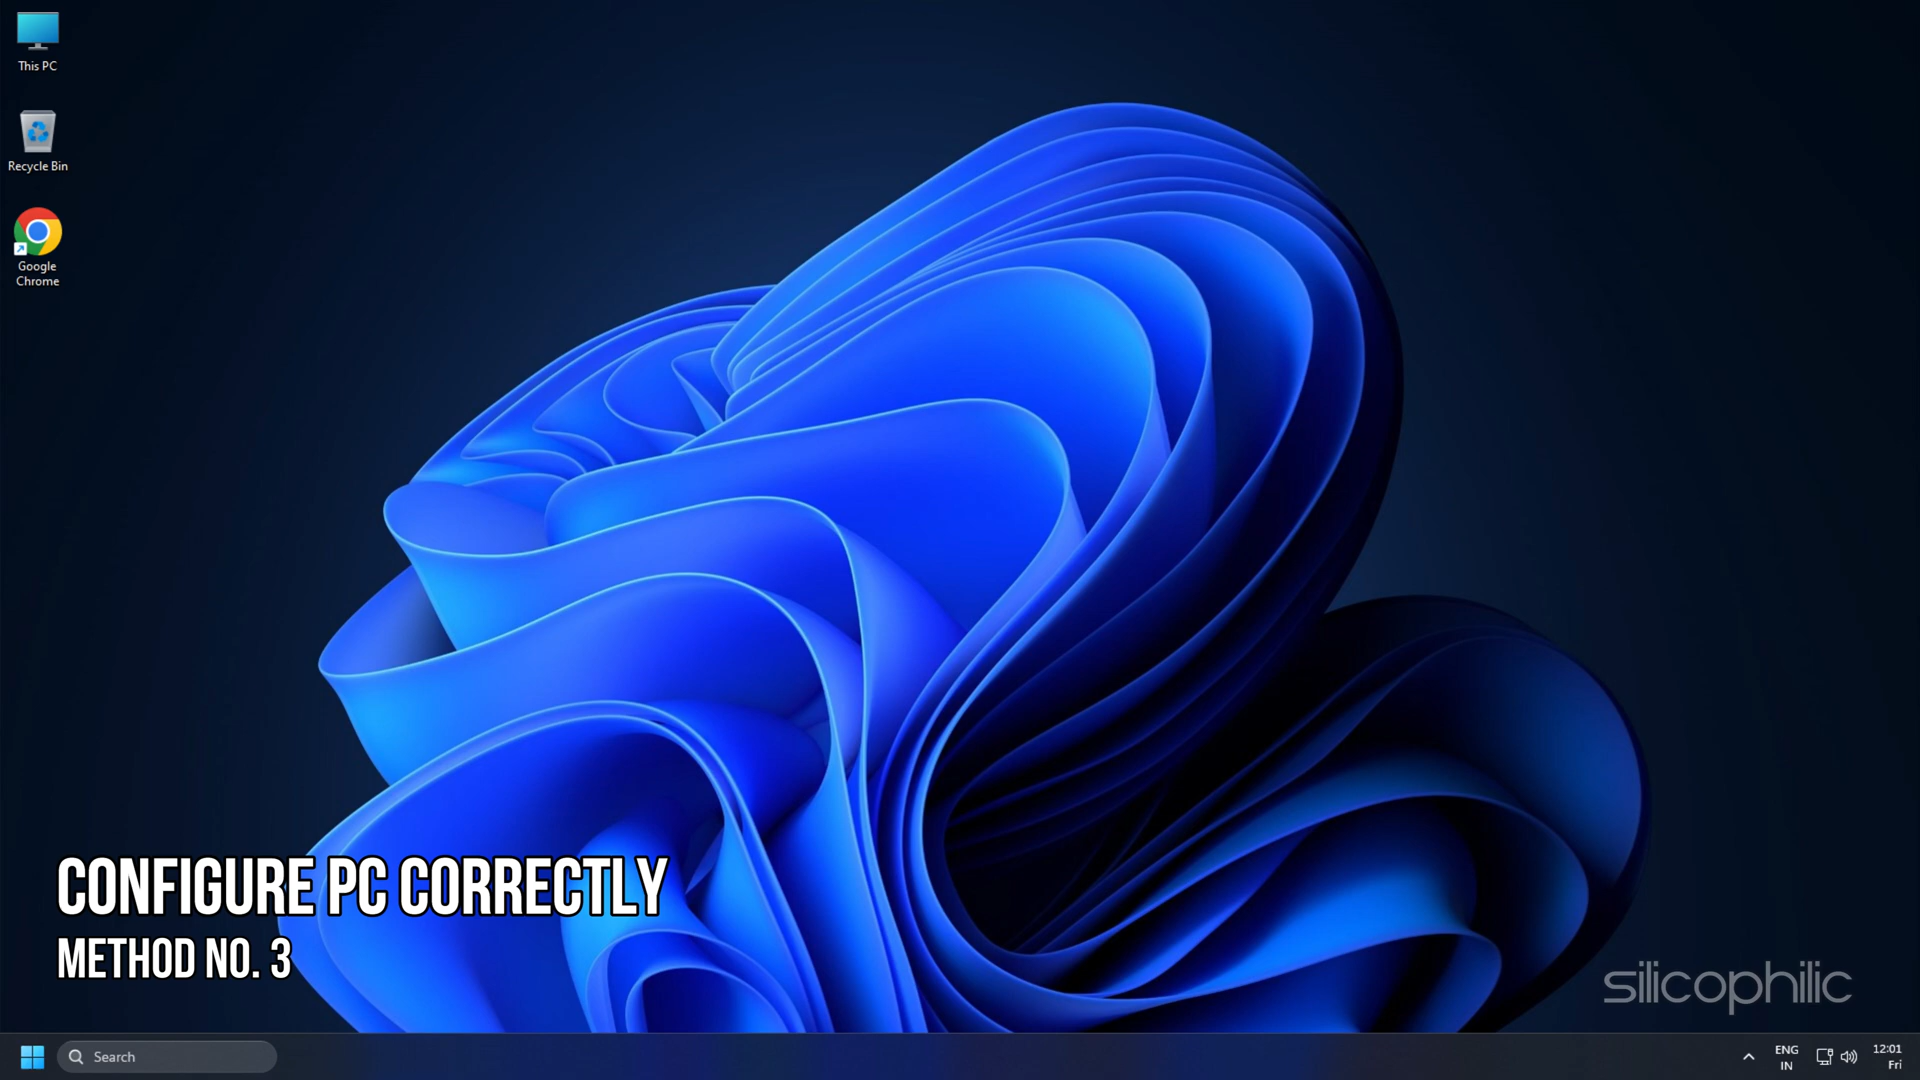 This PC
Recycle Bin
Google
Chrome
CONFIGURE PC CORRECTLY
METHOD NO. 3
silicophilic
Search
ENG
IN
12:01
Fri